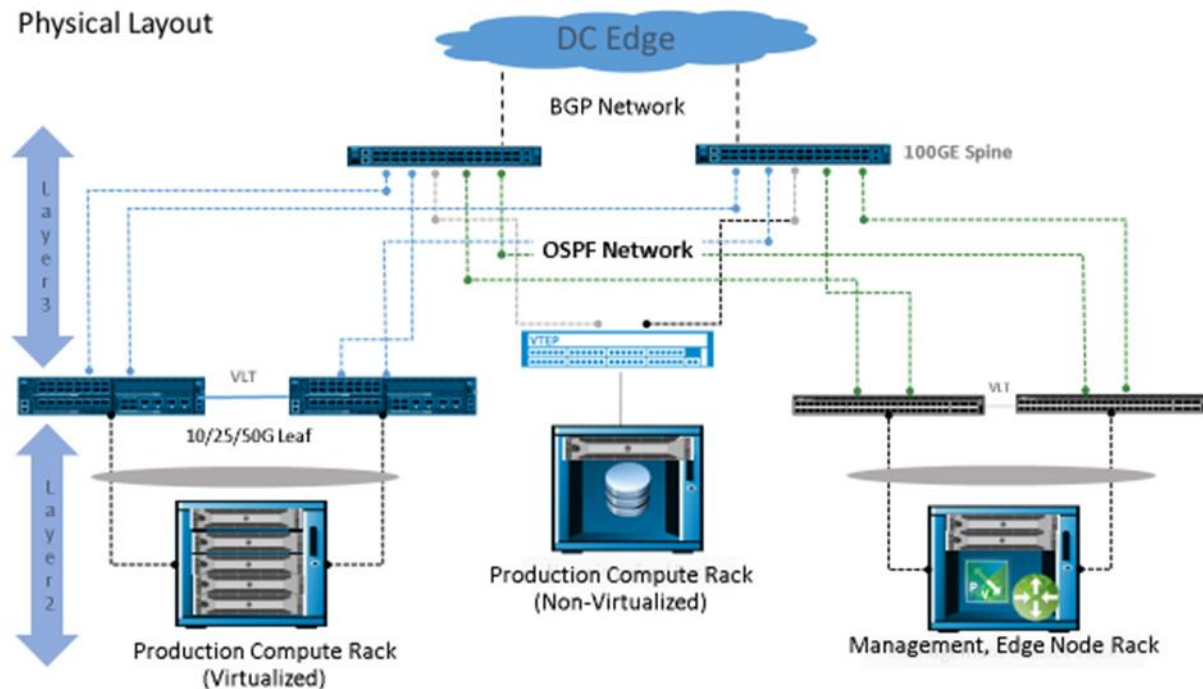 Physical Layout
DC Edge
BGP Network
100GE Spine
Layer3
OSPF Network
VTEP
VLT
VLT
10/25/50G Leaf
Layer2
P
V
Production Compute Rack
(Non-Virtualized)
Production Compute Rack
(Virtualized)
Management, Edge Node Rack